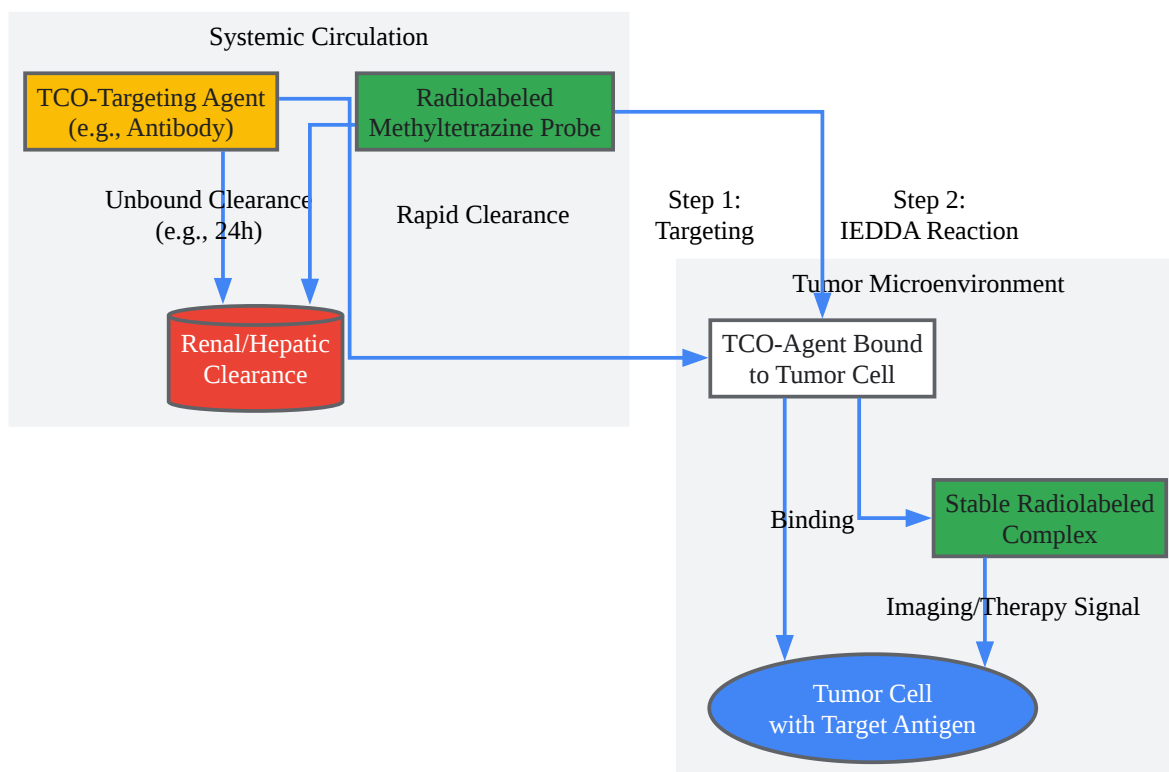 Systemic Circulation
TCO-Targeting Agent
(e.g., Antibody)
Radiolabeled
Methyltetrazine Probe
Unbound Clearance
(e.g., 24h)
Rapid Clearance
Step 1:
Targeting
Step 2:
IEDDA Reaction
Tumor Microenvironment
Renal/Hepatic
Clearance
TCO-Agent Bound
to Tumor Cell
Binding
Stable Radiolabeled
Complex
Imaging/Therapy Signal
Tumor Cell
with Target Antigen